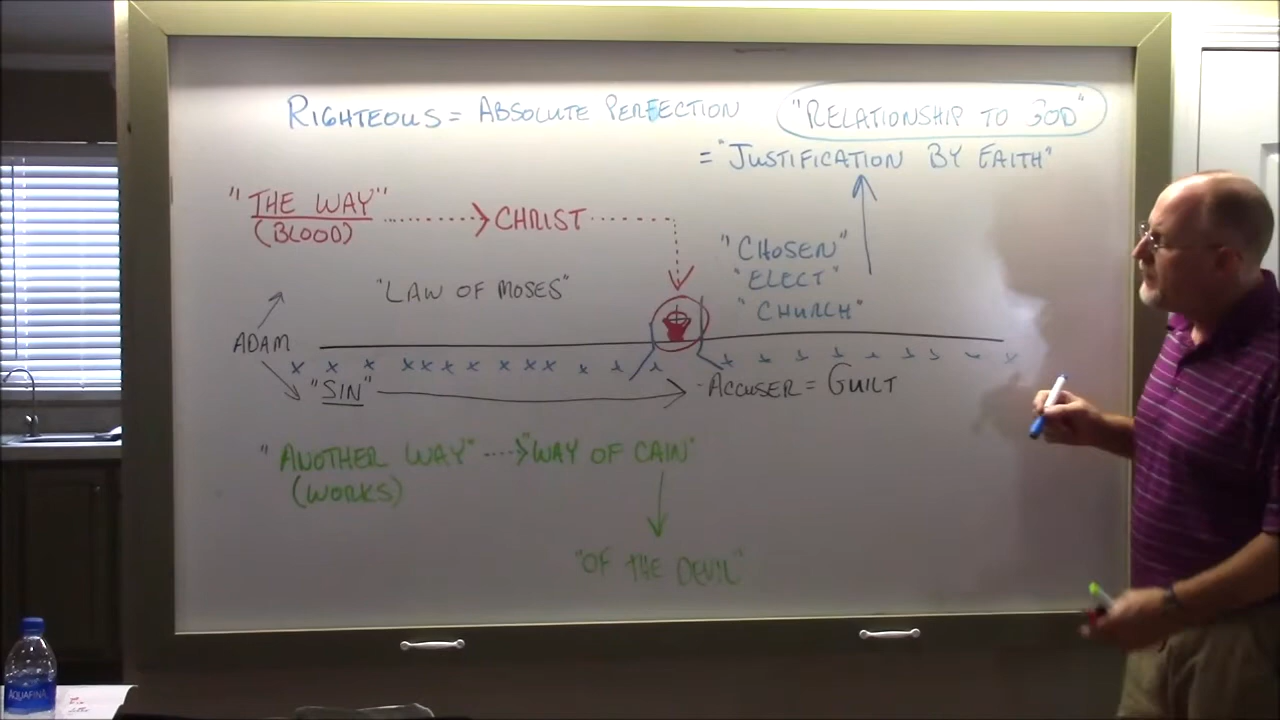 RIGHTEOUS = ABSOLUTE PERFECTION "RELATIONSHIP TO GOD"
= "JUSTIFICATION BY FAITH"
"THE WAY" CHRIST
(BLOOD)
"CHOSEN"
"ELECT"
"CHURCH"
"LAW OF MOSES"
ADAM
x x x x x x x x x x x x x x x x x x x x x x
"SIN" ACCUSER = GUILT
"ANOTHER WAY" "WAY OF CAIN"
(WORKS)
"OF THE DEVIL"
AQUAFINA